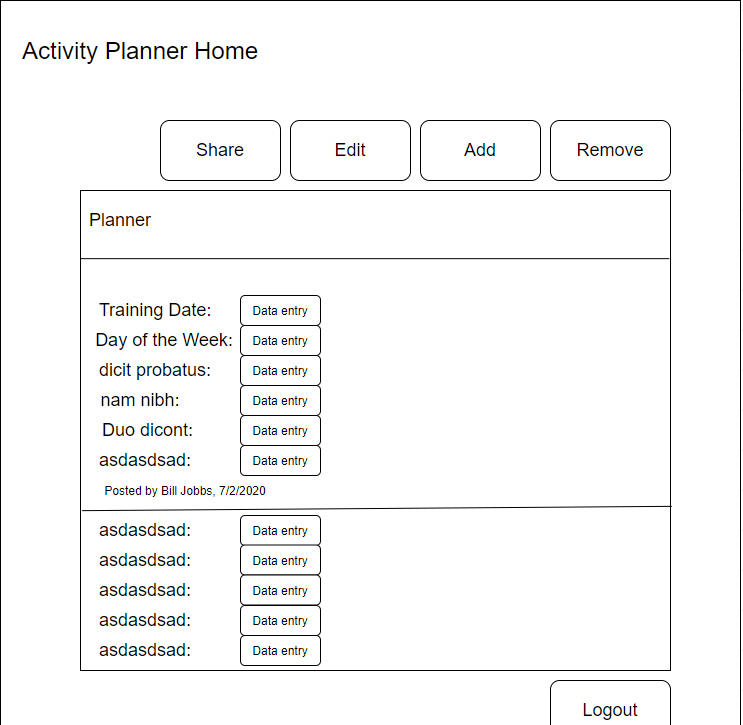 Activity Planner Home
Share Edit Add Remove
Planner
Training Date: Data entry
Day of the Week: Data entry
dicit probatus: Data entry
nam nibh: Data entry
Duo dicont: Data entry
asdasdsad: Data entry
Posted by Bill Jobbs, 7/2/2020
asdasdsad: Data entry
asdasdsad: Data entry
asdasdsad: Data entry
asdasdsad: Data entry
asdasdsad: Data entry
Logout